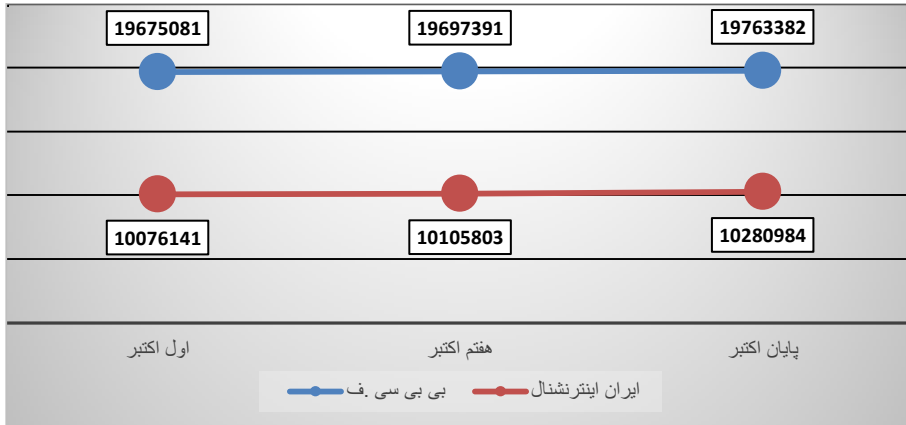 19675081 19697391 19763382
10076141 10105803 10280984
اول اکتبر هفتم اکتبر پایان اکتبر
بی بی سی .ف ایران اینترنشنال